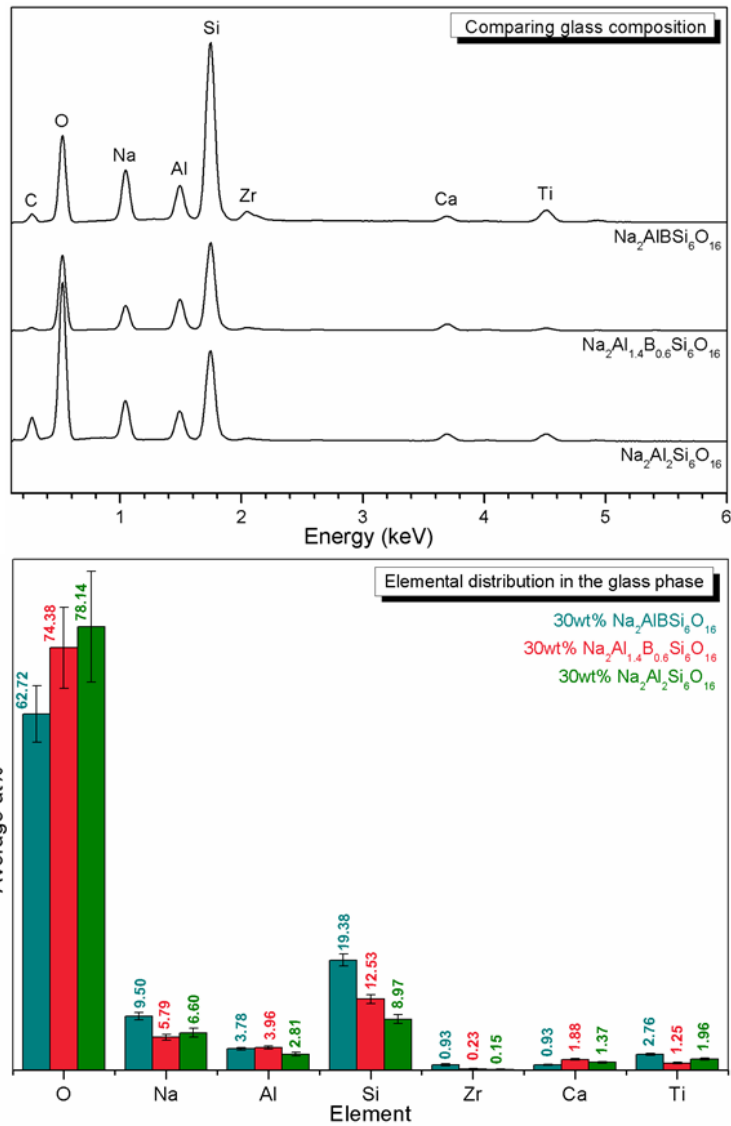 Comparing glass composition
Si
O
Na
Al
C
Zr
Ca
Ti
Na₂AlBSi₆O₁₆
Na₂Al₁.₄B₀.₆Si₆O₁₆
Na₂Al₂Si₆O₁₆
1 2 3 4 5 6
Energy (keV)
Elemental distribution in the glass phase
30wt% Na₂AlBSi₆O₁₆
30wt% Na₂Al₁.₄B₀.₆Si₆O₁₆
30wt% Na₂Al₂Si₆O₁₆
62.72 74.38 78.14
9.50 5.79 6.60
3.78 3.96 2.81
19.38 12.53 8.97
0.93 0.23 0.15
0.93 1.88 1.37
2.76 1.25 1.96
O Na Al Si Zr Ca Ti
Element